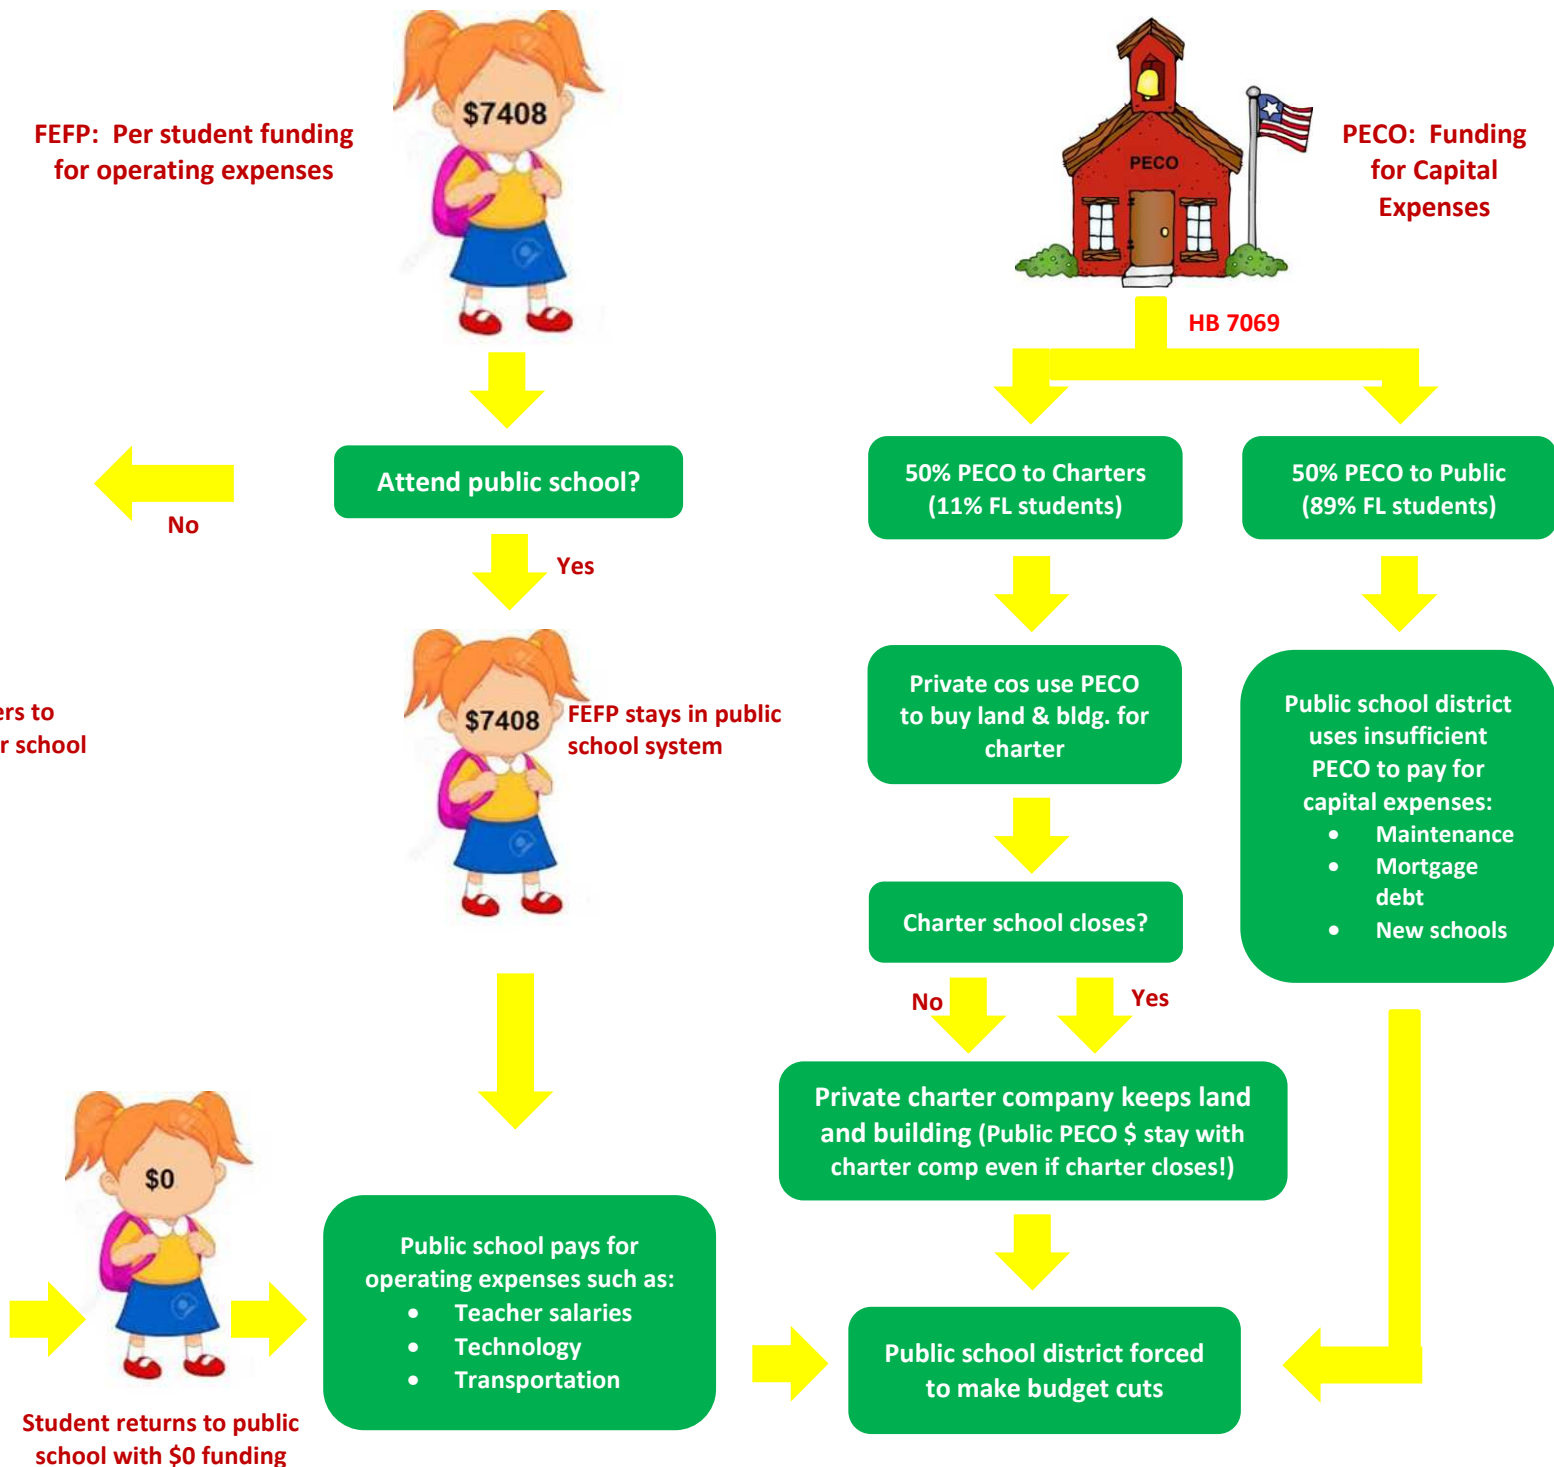 $7408
FEFP: Per student funding
for operating expenses
PECO
PECO: Funding
for Capital
Expenses
HB 7069
Attend public school?
No
Yes
50% PECO to Charters
(11% FL students)
50% PECO to Public
(89% FL students)
ers to
r school
$7408
FEFP stays in public
school system
Private cos use PECO
to buy land & bldg. for
charter
Public school district
uses insufficient
PECO to pay for
capital expenses:
• Maintenance
• Mortgage
debt
• New schools
Charter school closes?
No
Yes
Private charter company keeps land
and building (Public PECO $ stay with
charter comp even if charter closes!)
$0
Student returns to public
school with $0 funding
Public school pays for
operating expenses such as:
• Teacher salaries
• Technology
• Transportation
Public school district forced
to make budget cuts